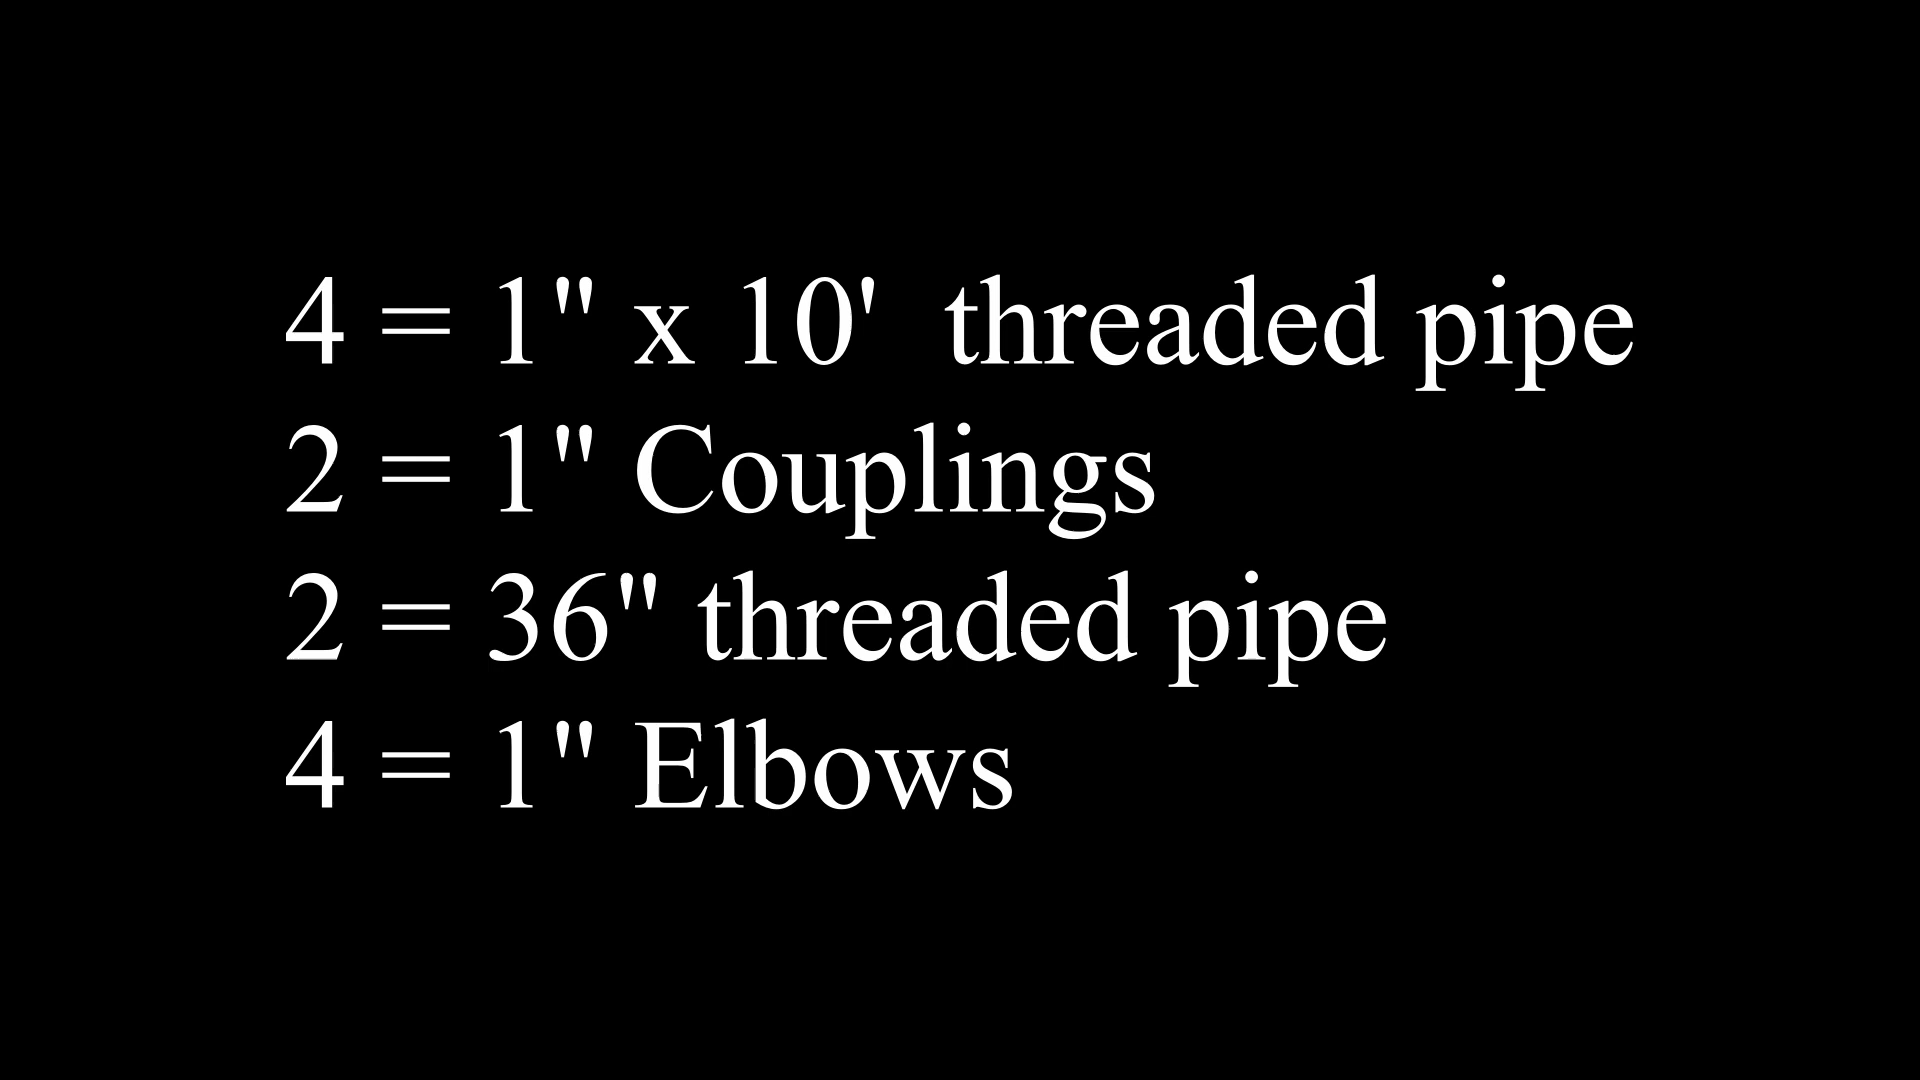 4 = 1" x 10'  threaded pipe
2 = 1" Couplings
2 = 36" threaded pipe
4 = 1" Elbows